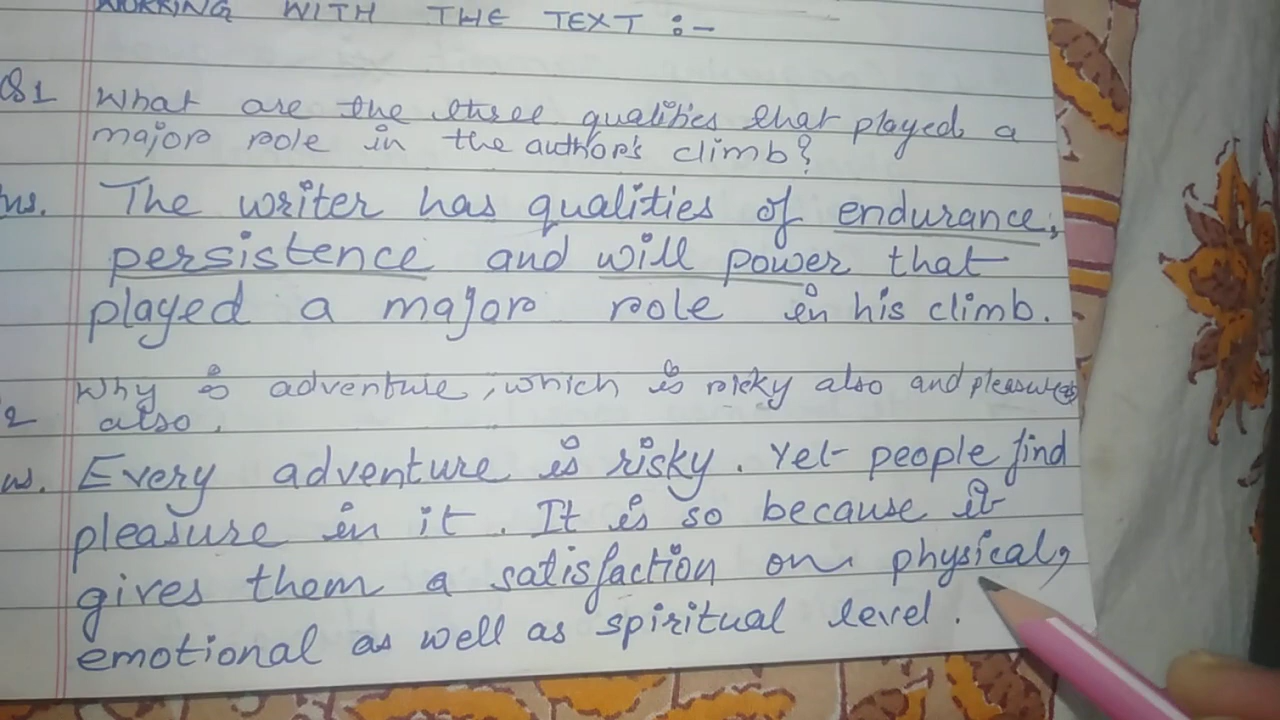 WORKING WITH THE TEXT :-
Q1 What are the three qualities that played a
major role in the author's climb?
Ans. The writer has qualities of endurance,
persistence and will power that
played a major role in his climb.
Why is adventure, which is risky also and pleasure
2 also.
Every adventure is risky. Yet people find
pleasure in it. It is so because it
gives them a satisfaction on physical,
emotional as well as spiritual level.